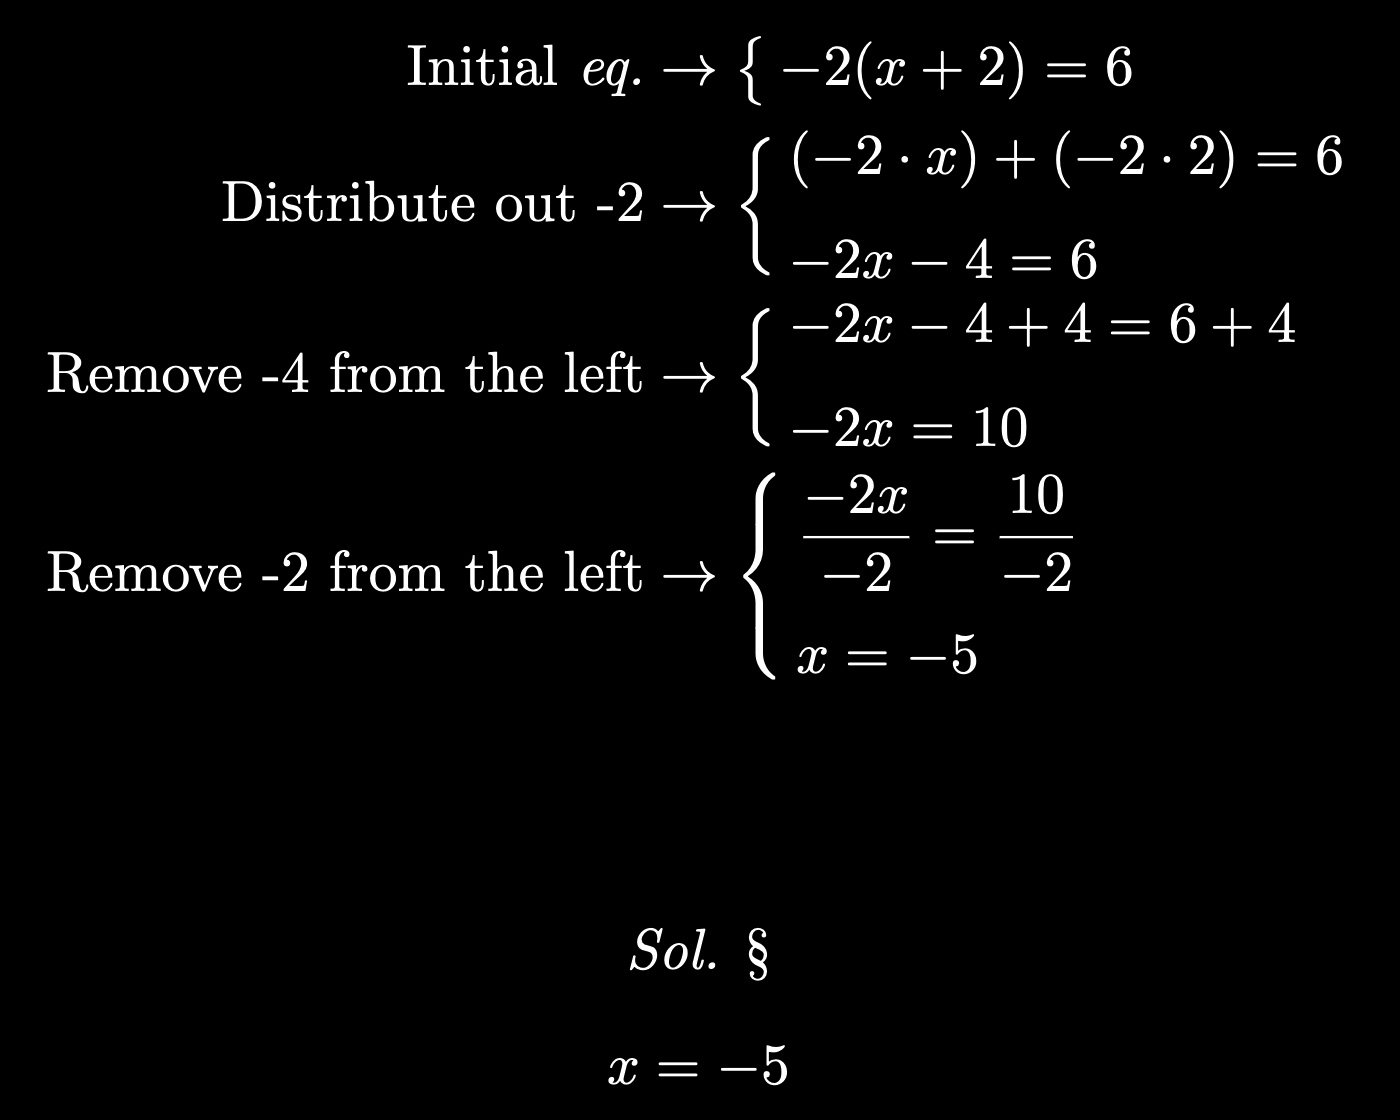 Initial eq. → { −2(x + 2) = 6
(−2 · x) + (−2 · 2) = 6
Distribute out -2 → {
−2x − 4 = 6
−2x − 4 + 4 = 6 + 4
Remove -4 from the left → {
−2x = 10
−2x/−2 = 10/−2
Remove -2 from the left → {
x = −5
Sol. §
x = −5